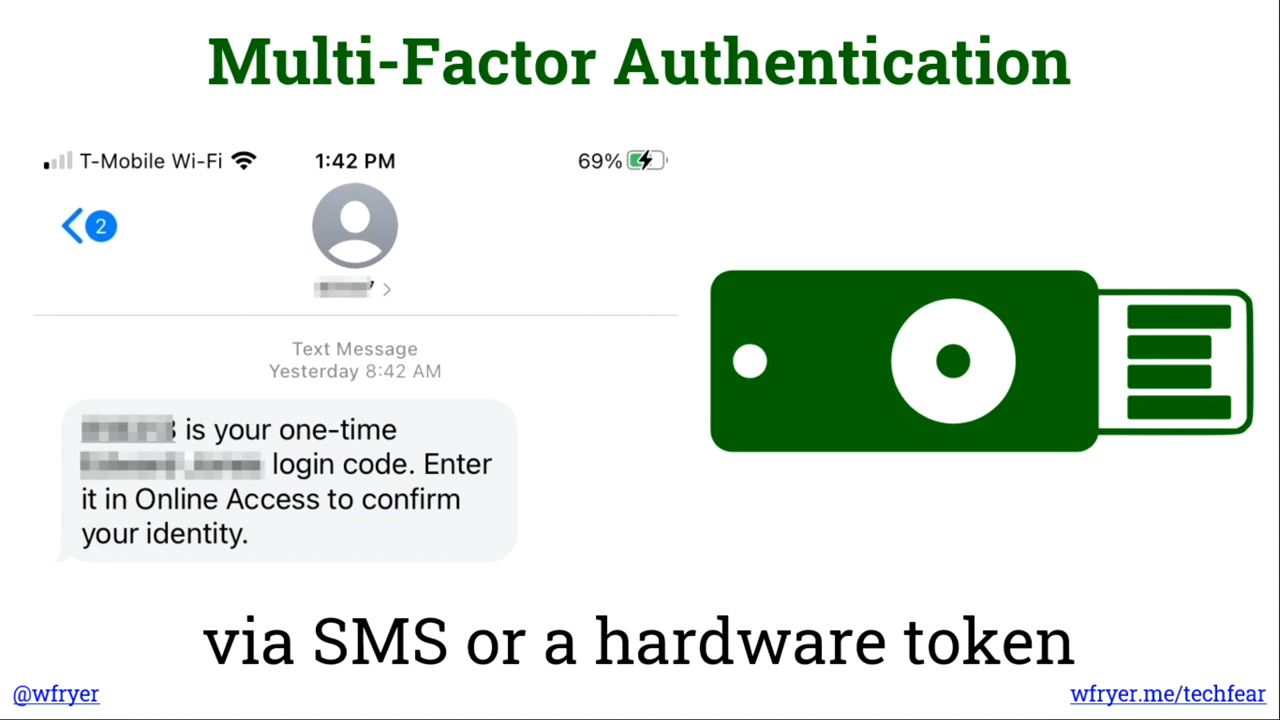 Multi-Factor Authentication
T-Mobile Wi-Fi
1:42 PM
69%
2
Text Message
Yesterday 8:42 AM
is your one-time
login code. Enter
it in Online Access to confirm
your identity.
via SMS or a hardware token
@wfryer
wfryer.me/techfear